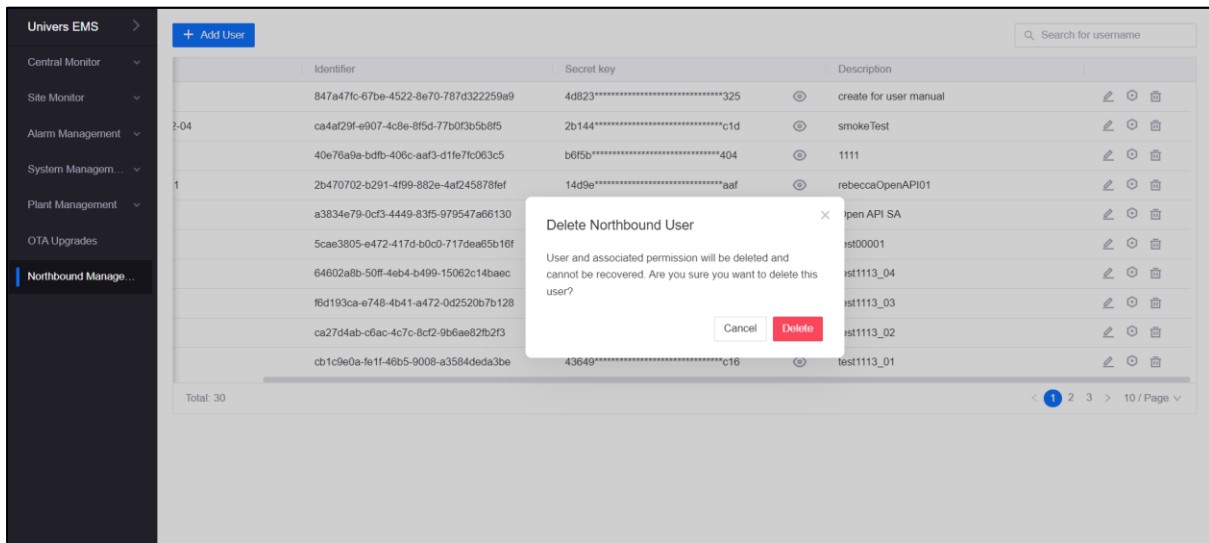 Univers EMS
Central Monitor
Site Monitor
Alarm Management
System Managem...
Plant Management
OTA Upgrades
Northbound Manage...
+ Add User
Search for username
Identifier Secret key Description
847a47fc-67be-4522-8e70-787d322259a9 4d823******************************325 create for user manual
2-04 ca4af29f-e907-4c8e-8f5d-77b0f3b5b8f5 2b144******************************c1d smokeTest
40e76a9a-bdfb-406c-aaf3-d1fe7fc063c5 b6f5b******************************404 1111
1 2b470702-b291-4f99-882e-4af245878fef 14d9e******************************aaf rebeccaOpenAPI01
a3834e79-0cf3-4449-83f5-979547a66130 Open API SA
5cae3805-e472-417d-b0c0-717dea65b16f est00001
64602a8b-50ff-4eb4-b499-15062c14baec est1113_04
f6d193ca-e748-4b41-a472-0d2520b7b128 est1113_03
ca27d4ab-c6ac-4c7c-8cf2-9b6ae82fb2f3 est1113_02
cb1c9e0a-fe1f-46b5-9008-a3584deda3be 43649******************************c16 test1113_01
Delete Northbound User
User and associated permission will be deleted and
cannot be recovered. Are you sure you want to delete this
user?
Cancel Delete
Total: 30
< 1 2 3 > 10 / Page